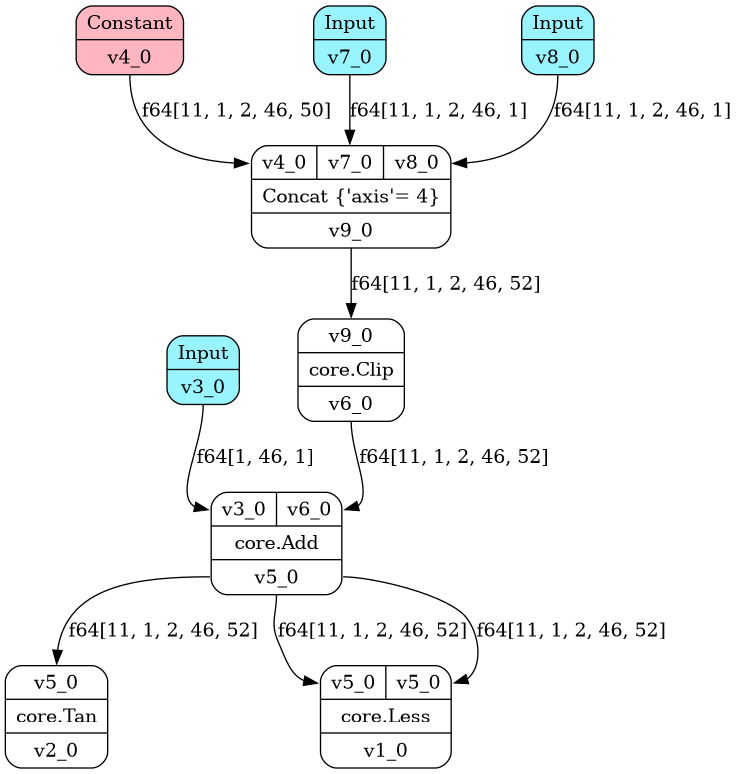 Constant
v4_0
Input
v7_0
Input
v8_0
f64[11, 1, 2, 46, 50]
f64[11, 1, 2, 46, 1]
f64[11, 1, 2, 46, 1]
v4_0 v7_0 v8_0
Concat {'axis'= 4}
v9_0
f64[11, 1, 2, 46, 52]
Input
v3_0
v9_0
core.Clip
v6_0
f64[1, 46, 1]
f64[11, 1, 2, 46, 52]
v3_0 v6_0
core.Add
v5_0
f64[11, 1, 2, 46, 52]
f64[11, 1, 2, 46, 52]
f64[11, 1, 2, 46, 52]
v5_0
core.Tan
v2_0
v5_0 v5_0
core.Less
v1_0